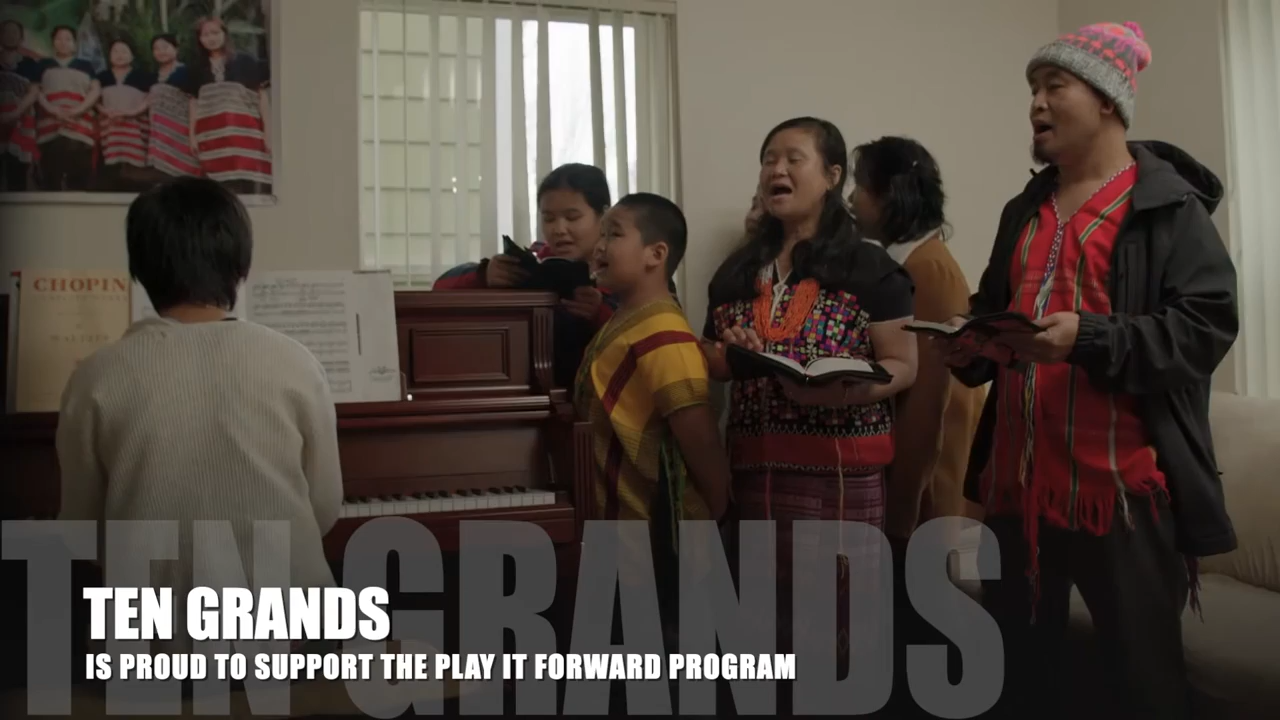 CHOPIN
TEN GRANDS
TEN GRANDS
IS PROUD TO SUPPORT THE PLAY IT FORWARD PROGRAM